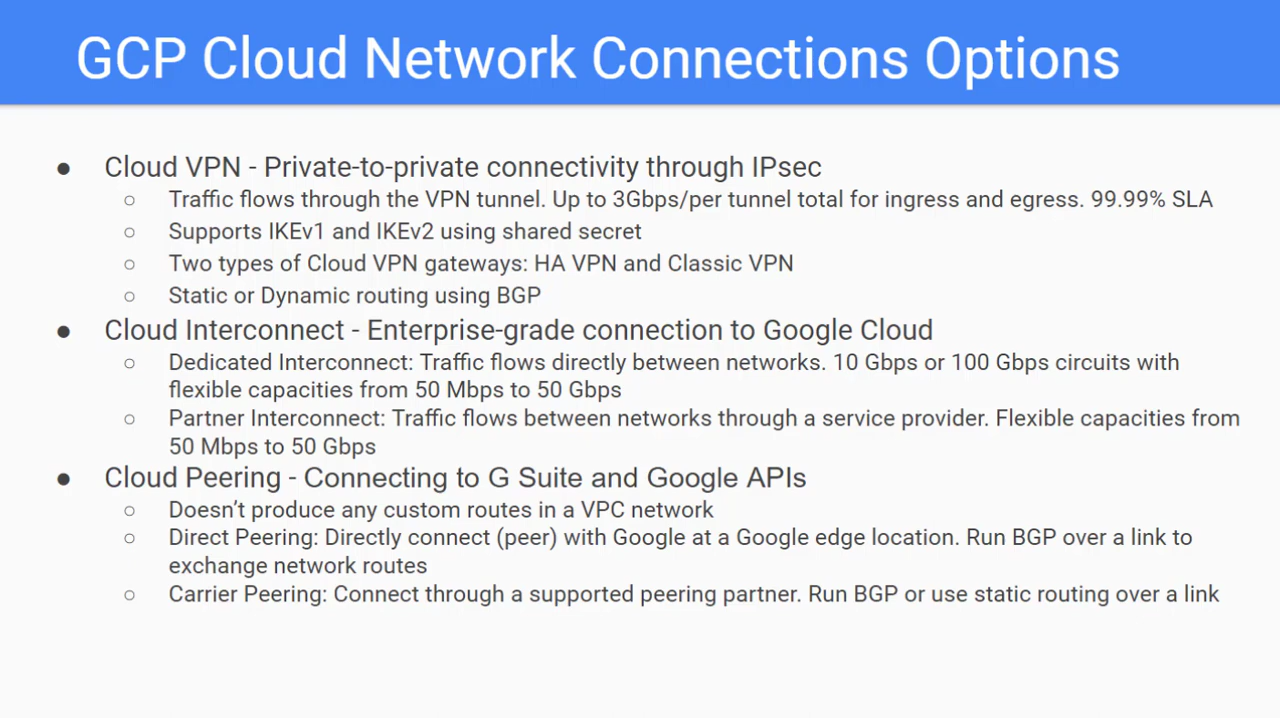 GCP Cloud Network Connections Options
● Cloud VPN - Private-to-private connectivity through IPsec
○ Traffic flows through the VPN tunnel. Up to 3Gbps/per tunnel total for ingress and egress. 99.99% SLA
○ Supports IKEv1 and IKEv2 using shared secret
○ Two types of Cloud VPN gateways: HA VPN and Classic VPN
○ Static or Dynamic routing using BGP
● Cloud Interconnect - Enterprise-grade connection to Google Cloud
○ Dedicated Interconnect: Traffic flows directly between networks. 10 Gbps or 100 Gbps circuits with
flexible capacities from 50 Mbps to 50 Gbps
○ Partner Interconnect: Traffic flows between networks through a service provider. Flexible capacities from
50 Mbps to 50 Gbps
● Cloud Peering - Connecting to G Suite and Google APIs
○ Doesn’t produce any custom routes in a VPC network
○ Direct Peering: Directly connect (peer) with Google at a Google edge location. Run BGP over a link to
exchange network routes
○ Carrier Peering: Connect through a supported peering partner. Run BGP or use static routing over a link